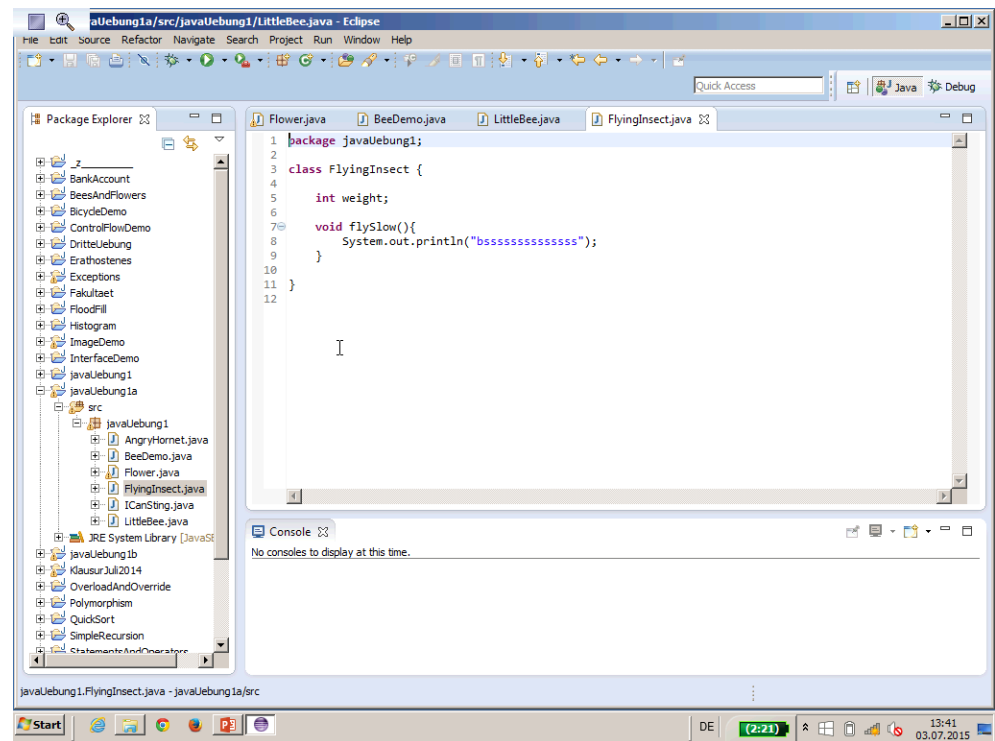 aUebung1a/src/javaUebung1/LittleBee.java - Eclipse
File Edit Source Refactor Navigate Search Project Run Window Help
Quick Access
Java
Debug
Package Explorer
_z_________
BankAccount
BeesAndFlowers
BicycleDemo
ControlFlowDemo
DritteUebung
Erathostenes
Exceptions
Fakultaet
FloodFill
Histogram
ImageDemo
InterfaceDemo
javaUebung1
javaUebung1a
src
javaUebung1
AngryHornet.java
BeeDemo.java
Flower.java
FlyingInsect.java
ICanSting.java
LittleBee.java
JRE System Library [JavaSE
javaUebung1b
KlausurJuli2014
OverloadAndOverride
Polymorphism
QuickSort
SimpleRecursion
StatementsAndOperators
Flower.java BeeDemo.java LittleBee.java FlyingInsect.java
1 package javaUebung1;
2
3 class FlyingInsect {
4
5 int weight;
6
7 void flySlow(){
8 System.out.println("bssssssssssssss");
9 }
10
11 }
12
Console
No consoles to display at this time.
javaUebung1.FlyingInsect.java - javaUebung1a/src
Start
DE
(2:21)
13:41
03.07.2015